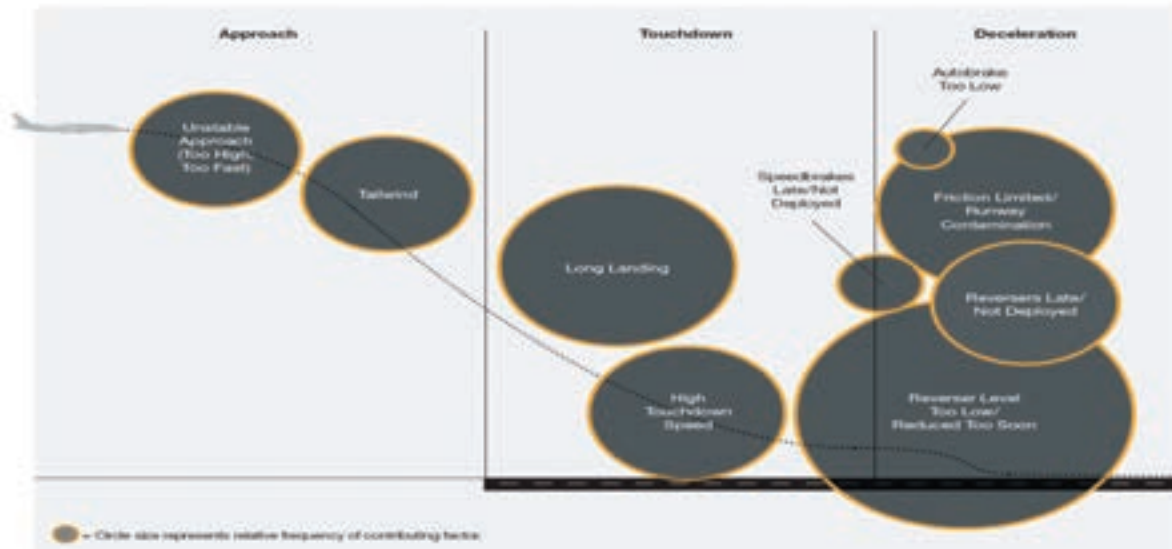 Approach
Touchdown
Deceleration
Autobrake
Too Low
Unstable
Approach
(Too High,
Too Fast)
Tailwind
Speedbrakes
Late/Not
Deployed
Friction Limited/
Runway
Contamination
Long Landing
Reversers Late/
Not Deployed
High
Touchdown
Speed
Reverser Level
Too Low/
Reduced Too Soon
= Circle size represents relative frequency of contributing factor.